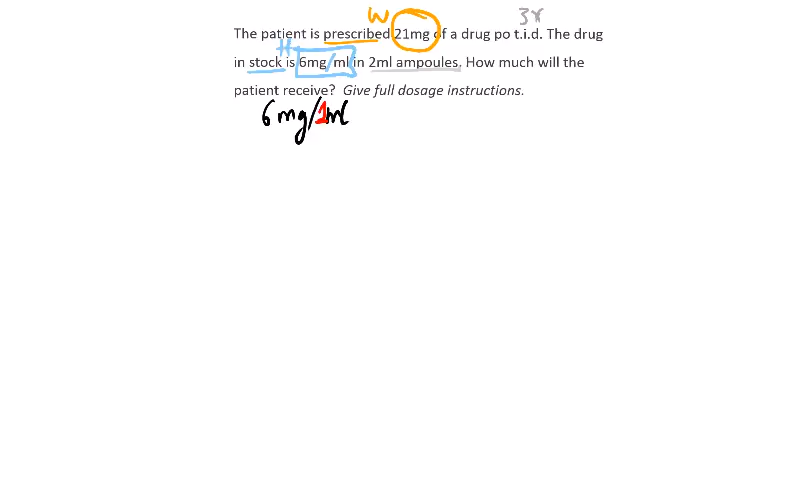 W 3x
The patient is prescribed 21mg of a drug po t.i.d. The drug
H
in stock is 6mg/ml in 2ml ampoules. How much will the
patient receive? Give full dosage instructions.
6mg/1ml